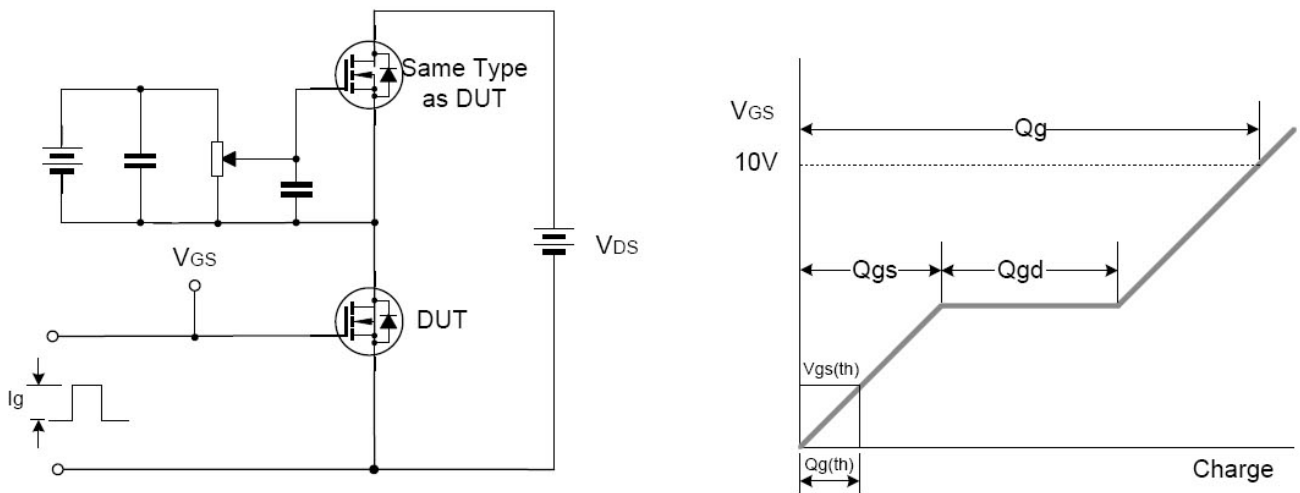 Same Type
as DUT
VDS
VGS
DUT
Ig
VGS
10V
Qg
Qgs
Qgd
Vgs(th)
Qg(th)
Charge